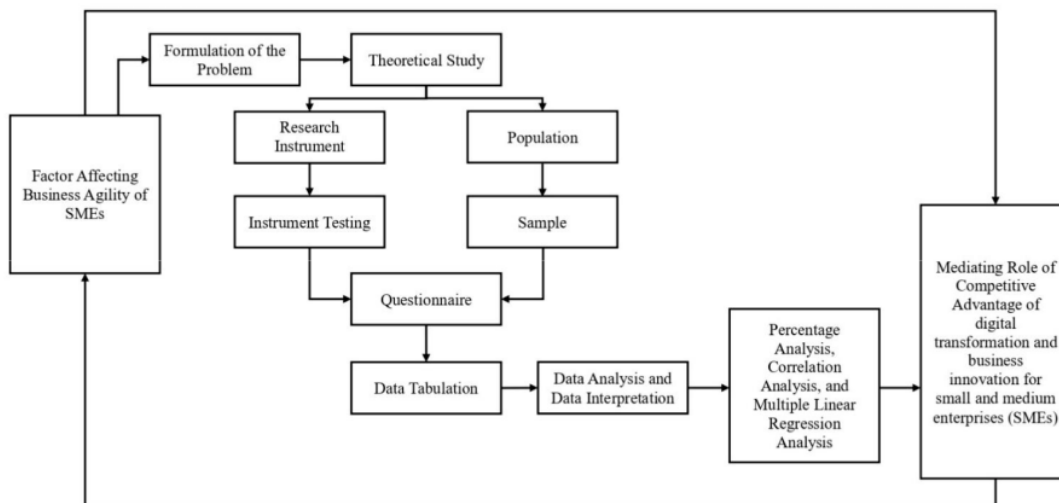 Formulation of the
Problem
Theoretical Study
Research
Instrument
Population
Factor Affecting
Business Agility of
SMEs
Instrument Testing
Sample
Questionnaire
Data Tabulation
Data Analysis and
Data Interpretation
Percentage
Analysis,
Correlation
Analysis, and
Multiple Linear
Regression
Analysis
Mediating Role of
Competitive
Advantage of
digital
transformation and
business
innovation for
small and medium
enterprises (SMEs)